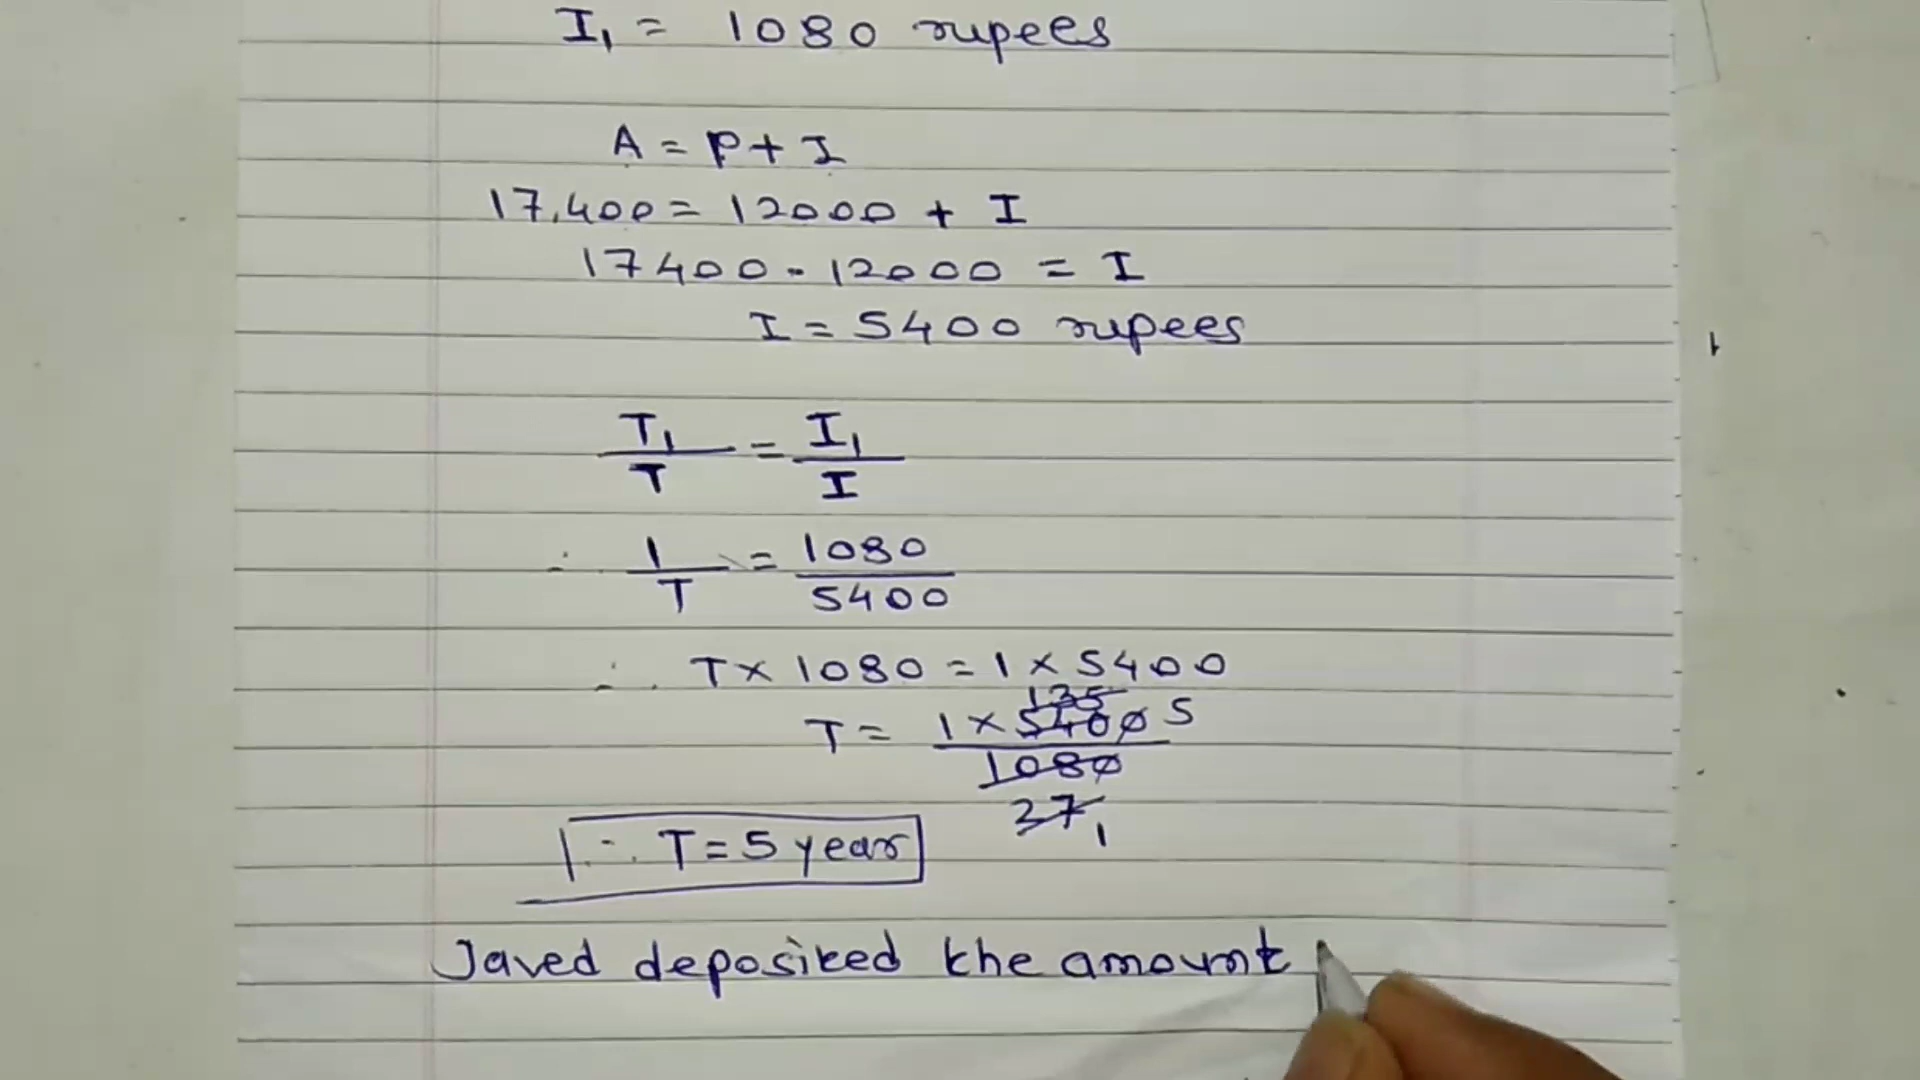 I₁ = 1080 rupees
A = P + I
17,400 = 12000 + I
17400 - 12000 = I
I = 5400 rupees
T₁/T = I₁/I
∴ 1/T = 1080/5400
∴ T × 1080 = 1 × 5400
135
T = 1 × 5400 5
1080
27 1
∴ T = 5 year
Javed deposited the amount